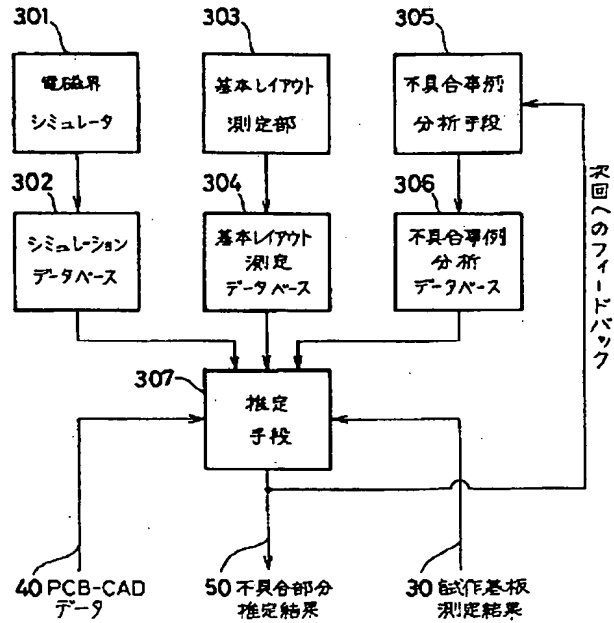 301
電磁界
シミュレータ
303
基本レイアウト
測定部
305
不具合事例
分析手段
302
シミュレーション
データベース
304
基本レイアウト
測定
データベース
306
不具合事例
分析
データベース
次回へのフィードバック
307
推定
手段
40 PCB-CAD
データ
50 不具合部分
推定結果
30 試作基板
測定結果